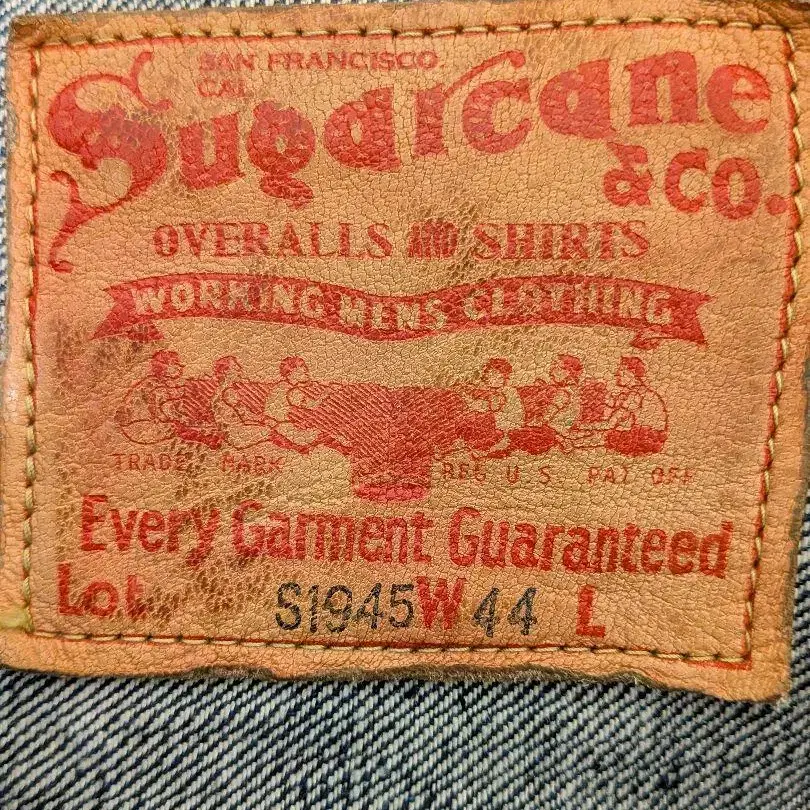 SAN FRANCISCO
CAL
Sugarcane
& CO.
OVERALLS AND SHIRTS
WORKING MENS CLOTHING
TRADE MARK REG U S PAT OFF
Every Garment Guaranteed
Lot S1945 W 44 L